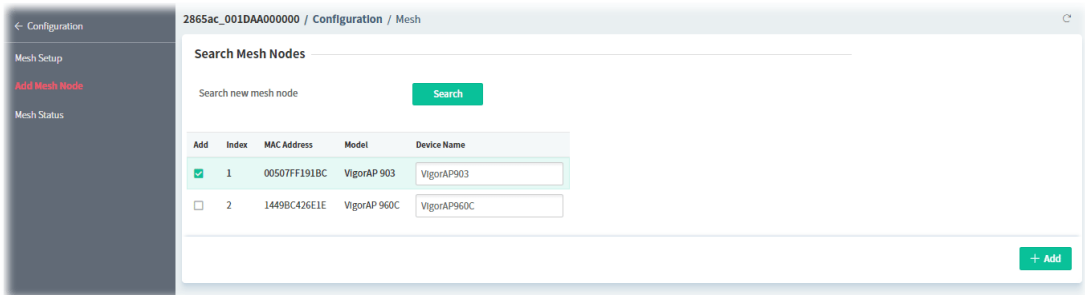 ← Configuration
Mesh Setup
Add Mesh Node
Mesh Status
2865ac_001DAA000000 / Configuration / Mesh
Search Mesh Nodes
Search new mesh node Search
Add Index MAC Address Model Device Name
1 00507FF191BC VigorAP 903 VigorAP903
2 1449BC426E1E VigorAP 960C VigorAP960C
+ Add